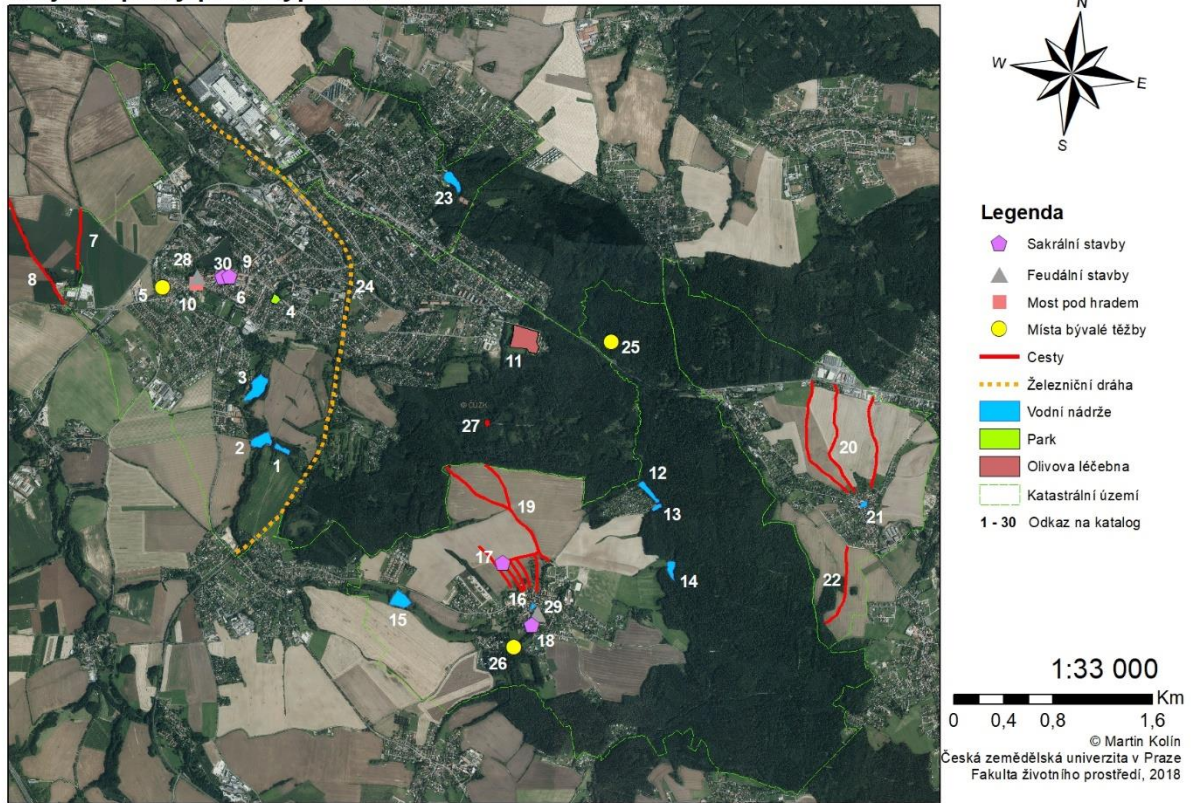 N
W
E
S
23
7
8
28
30
9
5
10
6
4
24
11
25
3
27
2
1
12
13
20
19
21
17
14
22
16
29
15
18
26
© ČÚZK
Legenda
Sakrální stavby
Feudální stavby
Most pod hradem
Místa bývalé těžby
Cesty
Železniční dráha
Vodní nádrže
Park
Olivova léčebna
Katastrální území
1 - 30 Odkaz na katalog
1:33 000
Km
0 0,4 0,8 1,6
© Martin Kolín
Česká zemědělská univerzita v Praze
Fakulta životního prostředí, 2018